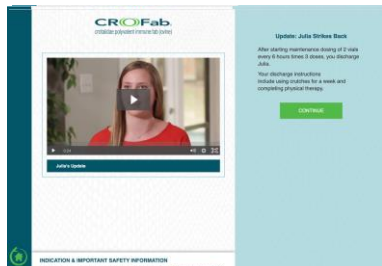 CROFab.
crotalidae polyvalent immune fab (ovine)
Update: Julia Strikes Back
After starting maintenance dosing of 2 vials
every 6 hours times 3 doses, you discharge
Julia.
Your discharge instructions
include using crutches for a week and
completing physical therapy.
CONTINUE
Julia's Update
INDICATION & IMPORTANT SAFETY INFORMATION